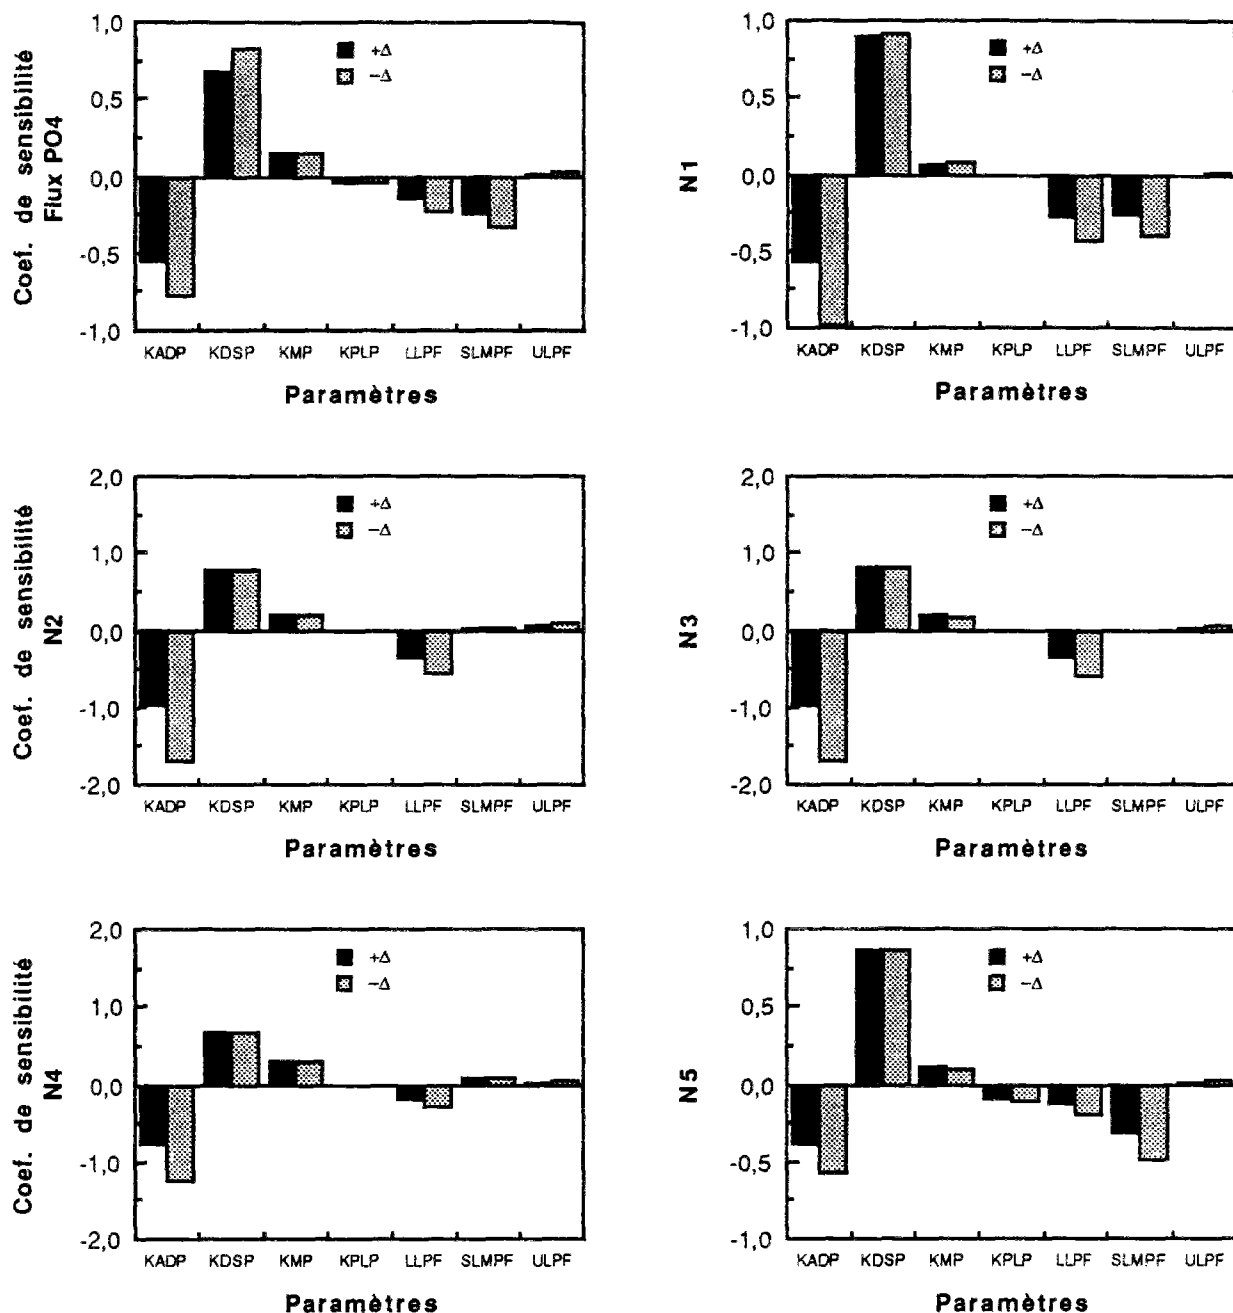 Coef. de sensibilité
Flux PO4
1,0
0,5
0,0
-0,5
-1,0
+Δ
−Δ
KADP KDSP KMP KPLP LLPF SLMPF ULPF
Paramètres
N1
1,0
0,5
0,0
-0,5
-1,0
+Δ
−Δ
KADP KDSP KMP KPLP LLPF SLMPF ULPF
Paramètres
Coef. de sensibilité
N2
2,0
1,0
0,0
-1,0
-2,0
+Δ
−Δ
KADP KDSP KMP KPLP LLPF SLMPF ULPF
Paramètres
N3
2,0
1,0
0,0
-1,0
-2,0
+Δ
−Δ
KADP KDSP KMP KPLP LLPF SLMPF ULPF
Paramètres
Coef. de sensibilité
N4
2,0
1,0
0,0
-1,0
-2,0
+Δ
−Δ
KADP KDSP KMP KPLP LLPF SLMPF ULPF
Paramètres
N5
1,0
0,5
0,0
-0,5
-1,0
+Δ
−Δ
KADP KDSP KMP KPLP LLPF SLMPF ULPF
Paramètres